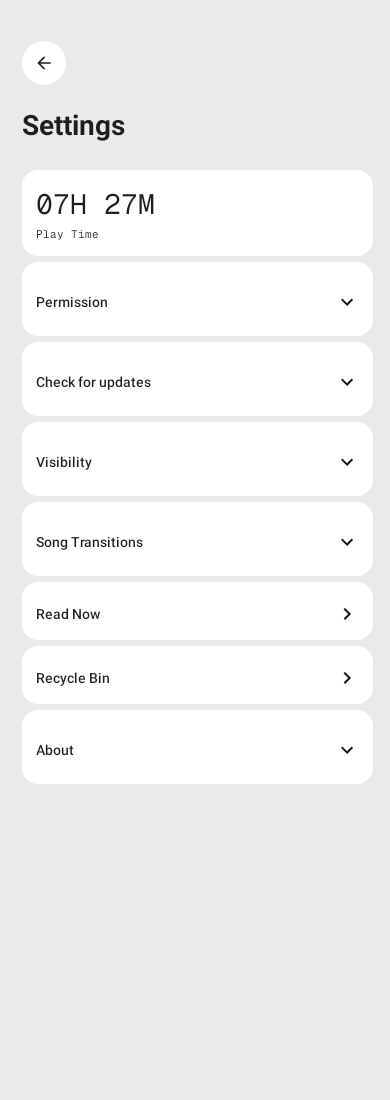 Settings
07H 27M
Play Time
Permission
Check for updates
Visibility
Song Transitions
Read Now
Recycle Bin
About